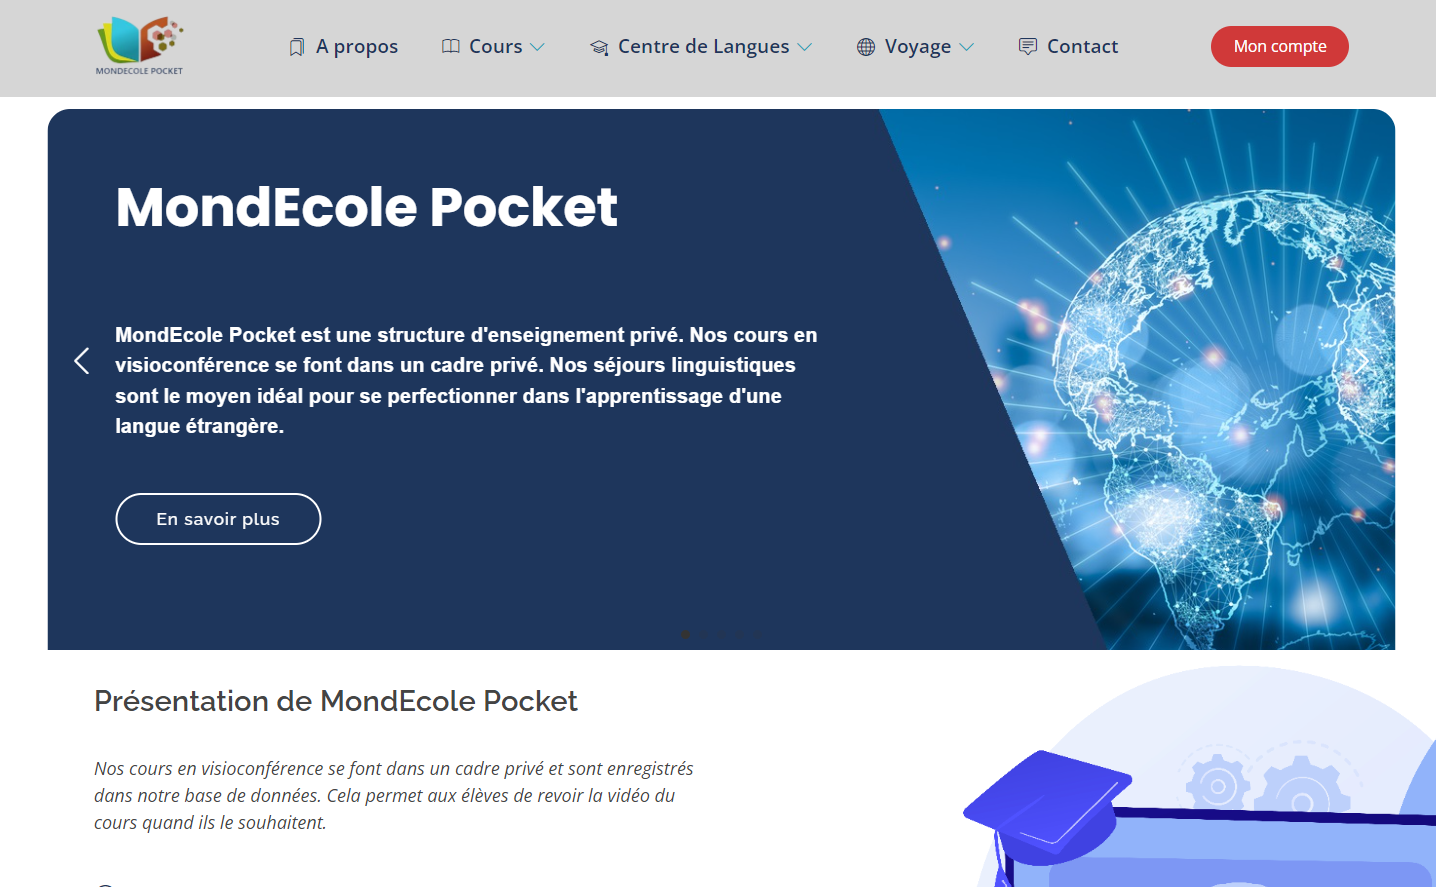 MONDECOLE POCKET
A propos
Cours
Centre de Langues
Voyage
Contact
Mon compte
MondEcole Pocket
MondEcole Pocket est une structure d'enseignement privé. Nos cours en
visioconférence se font dans un cadre privé. Nos séjours linguistiques
sont le moyen idéal pour se perfectionner dans l'apprentissage d'une
langue étrangère.
En savoir plus
Présentation de MondEcole Pocket
Nos cours en visioconférence se font dans un cadre privé et sont enregistrés
dans notre base de données. Cela permet aux élèves de revoir la vidéo du
cours quand ils le souhaitent.